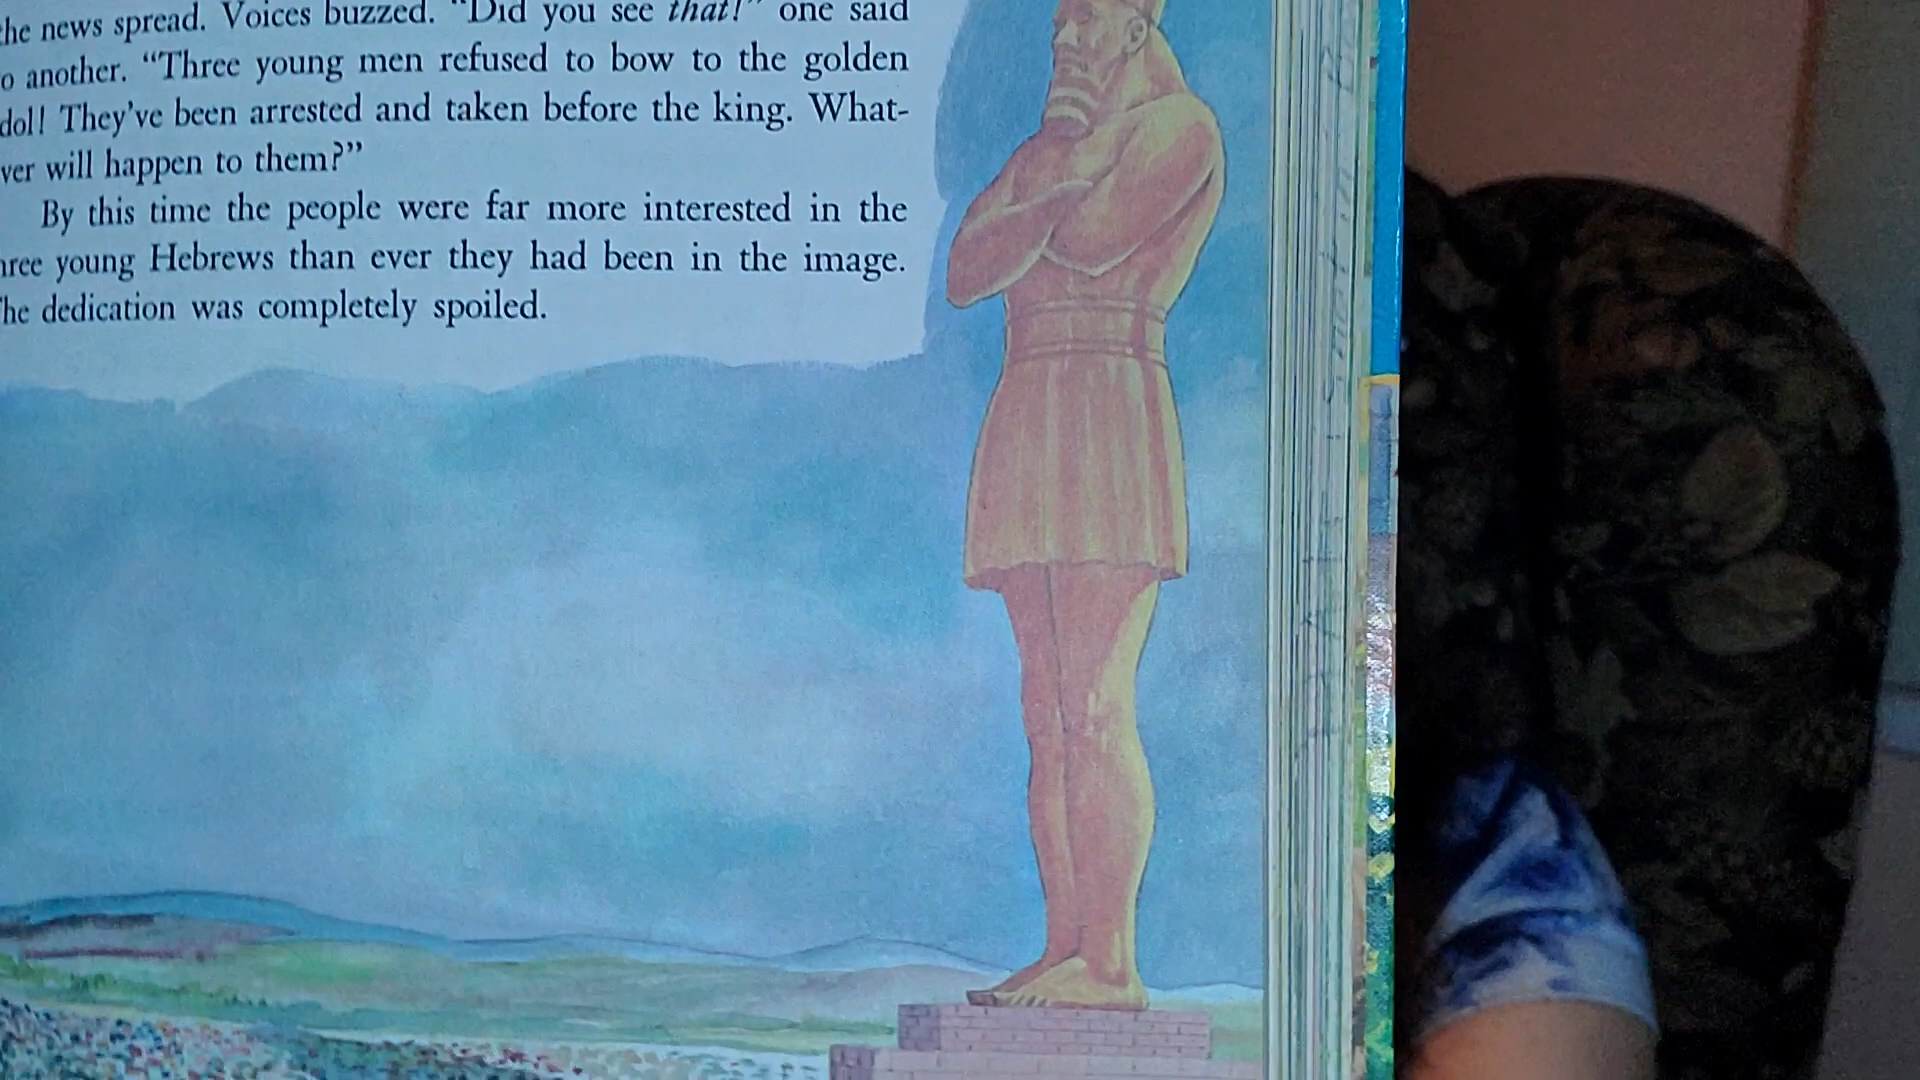 he news spread. Voices buzzed. "Did you see that!" one said
o another. "Three young men refused to bow to the golden
dol! They've been arrested and taken before the king. What-
ver will happen to them?"
By this time the people were far more interested in the
ree young Hebrews than ever they had been in the image.
he dedication was completely spoiled.